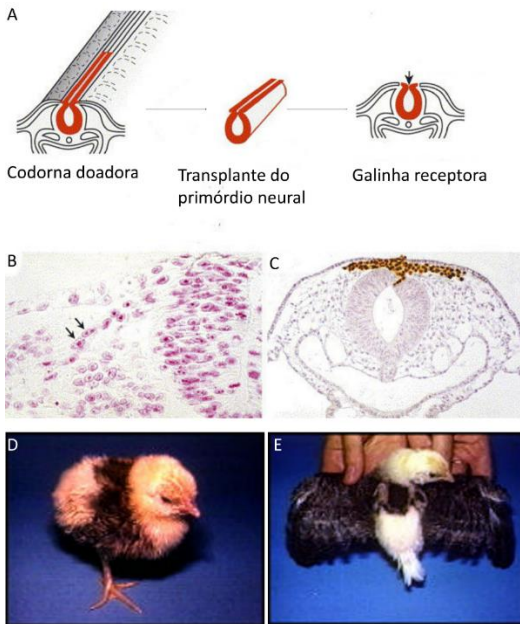 A
Codorna doadora
Transplante do
primórdio neural
Galinha receptora
B
C
D
E